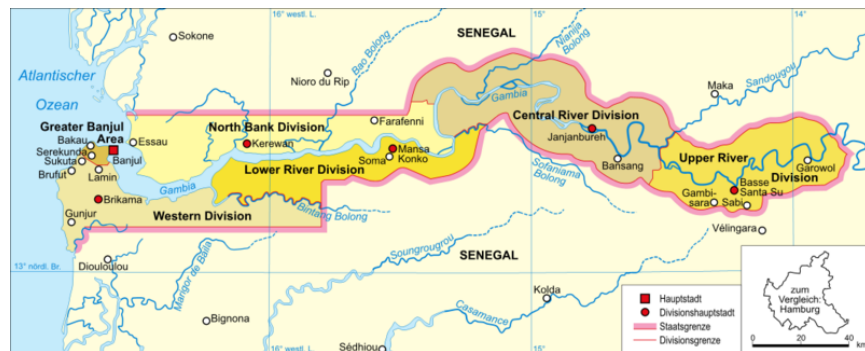 16° westl. L.
15°
14°
Sokone
SENEGAL
Atlantischer
Ozean
Nioro du Rip
Bao Bolong
Nianija
Bolong
Maka
Sandougou
Greater Banjul
Area
Bakau
Serekunda
Sukuta
Brufut
Banjul
Essau
Lamin
North Bank Division
Kerewan
Farafenni
Gambia
Central River Division
Janjanbureh
Bansang
Upper River
Division
Garowol
Basse
Santa Su
Gambi-
sara
Sabi
Mansa
Konko
Soma
Lower River Division
Sofaniama
Bolong
Gambia
Brikama
Western Division
Bintang Bolong
Gunjur
Vélingara
13° nördl. Br.
Diouloulou
Soungrougrou
SENEGAL
Kolda
Casamance
Bignona
16° westl. L.
Sédhiou
15°
Hauptstadt
Divisionshauptstadt
Staatsgrenze
Divisionsgrenze
zum
Vergleich:
Hamburg
0 20 40
km